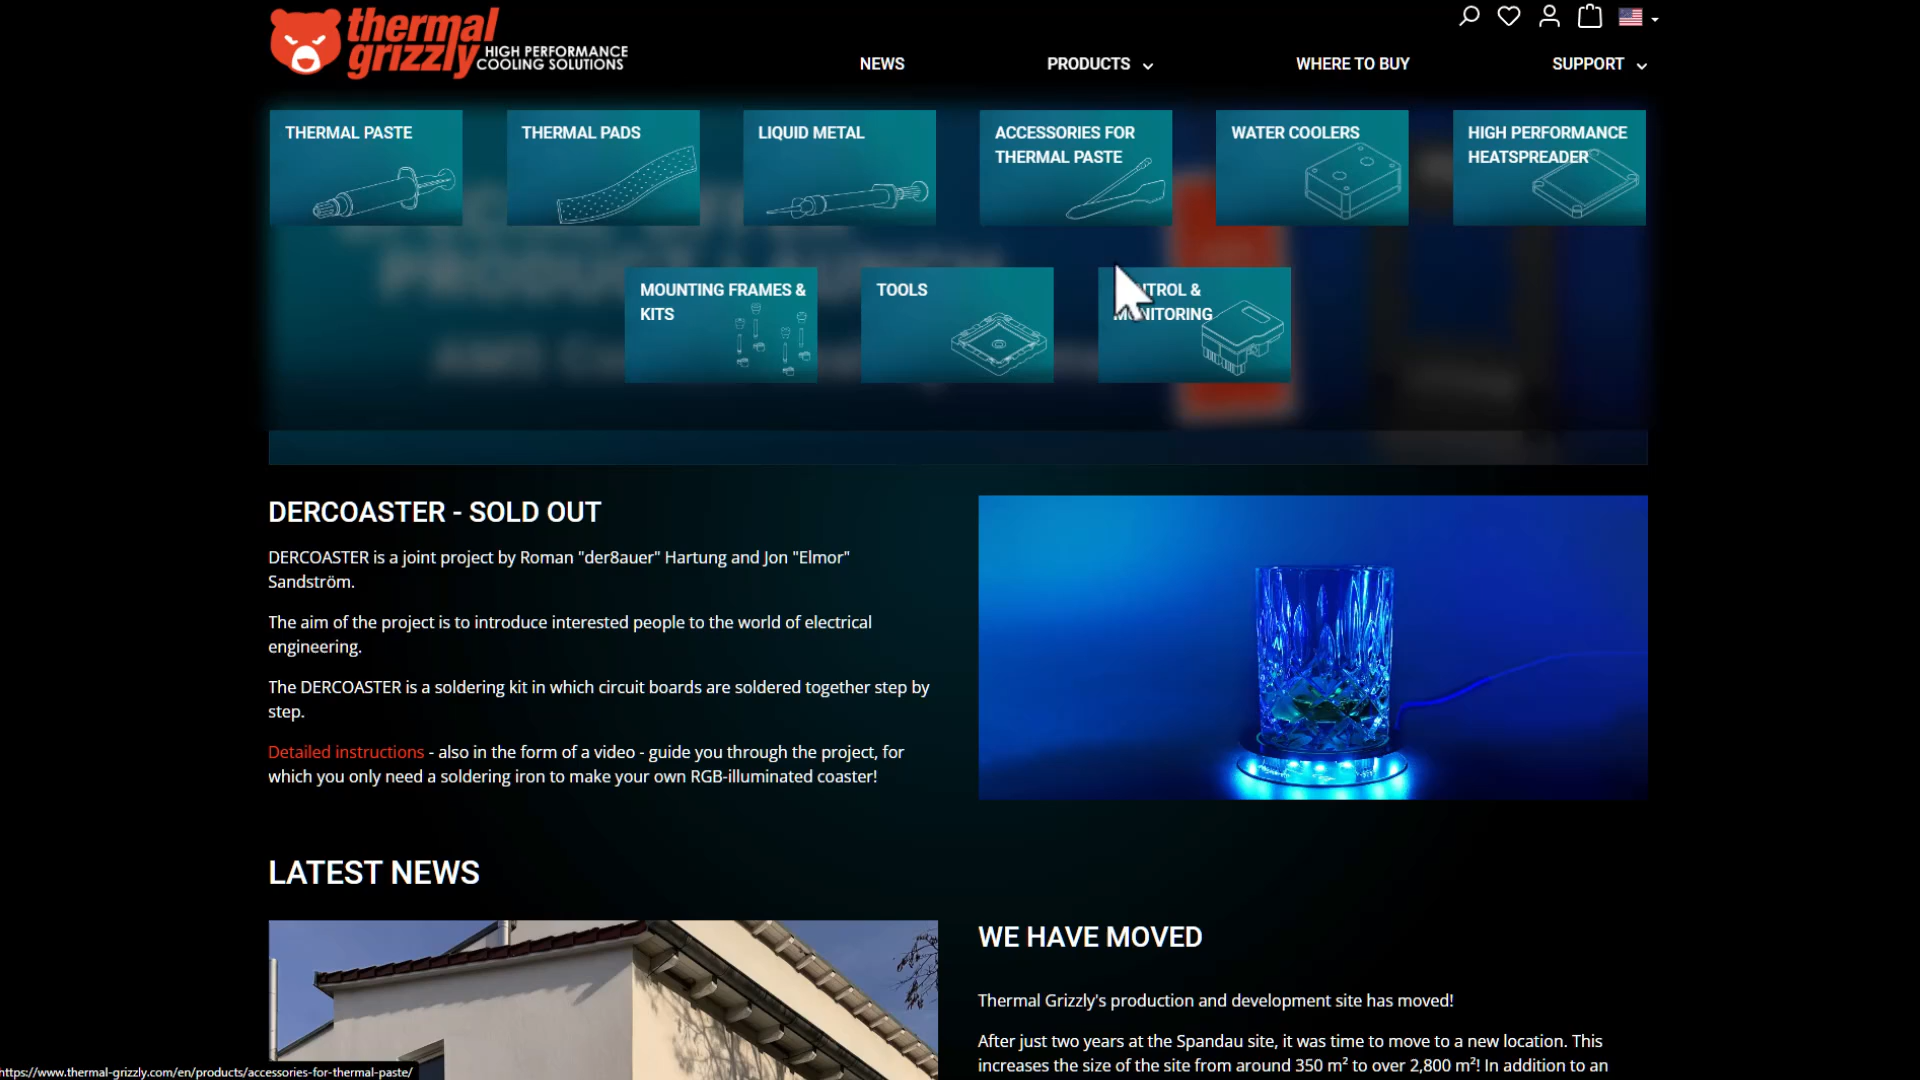 thermal
grizzly
HIGH PERFORMANCE
COOLING SOLUTIONS
NEWS
PRODUCTS
WHERE TO BUY
SUPPORT
THERMAL PASTE
THERMAL PADS
LIQUID METAL
ACCESSORIES FOR
THERMAL PASTE
WATER COOLERS
HIGH PERFORMANCE
HEATSPREADER
MOUNTING FRAMES &
KITS
TOOLS
NTROL &
MONITORING
DERCOASTER - SOLD OUT
DERCOASTER is a joint project by Roman "der8auer" Hartung and Jon "Elmor"
Sandström.
The aim of the project is to introduce interested people to the world of electrical
engineering.
The DERCOASTER is a soldering kit in which circuit boards are soldered together step by
step.
Detailed instructions - also in the form of a video - guide you through the project, for
which you only need a soldering iron to make your own RGB-illuminated coaster!
LATEST NEWS
WE HAVE MOVED
Thermal Grizzly's production and development site has moved!
After just two years at the Spandau site, it was time to move to a new location. This
increases the size of the site from around 350 m² to over 2,800 m²! In addition to an
https://www.thermal-grizzly.com/en/products/accessories-for-thermal-paste/